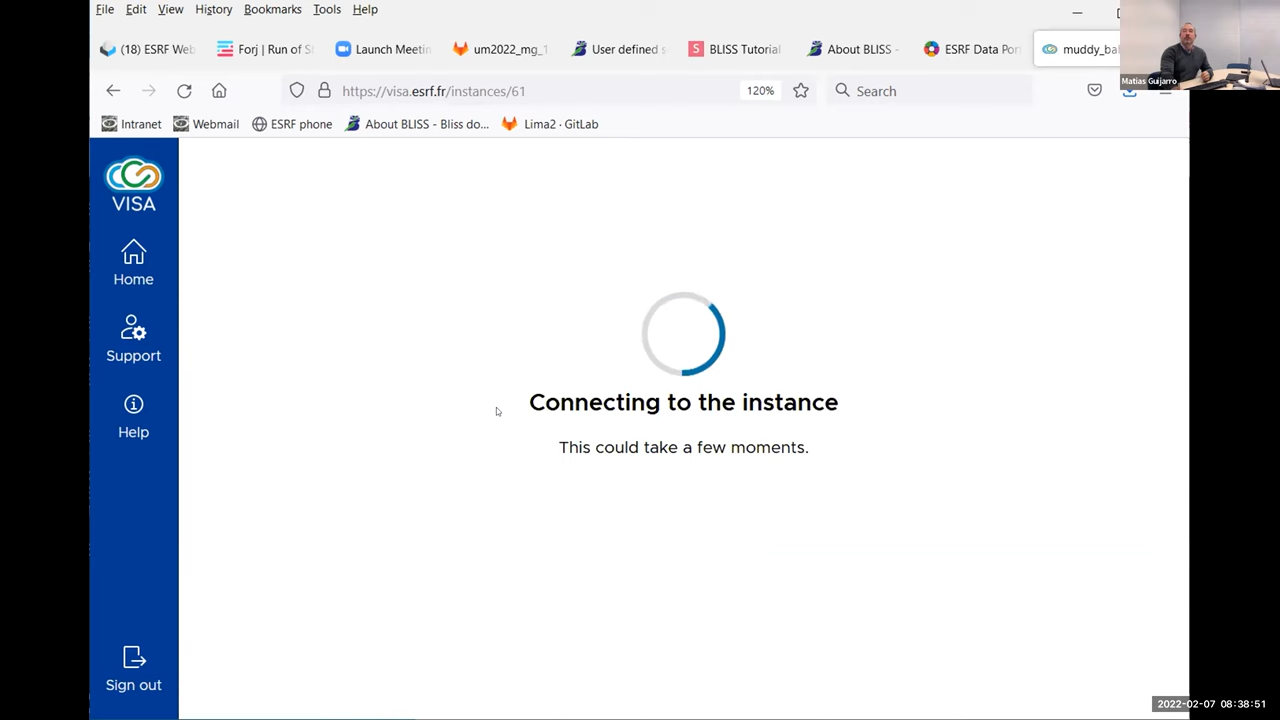 File Edit View History Bookmarks Tools Help
(18) ESRF Web
Forj | Run of S
Launch Meetin
um2022_mg_1
User defined s
BLISS Tutorial
About BLISS -
ESRF Data Por
muddy_ba
https://visa.esrf.fr/instances/61
120%
Search
Intranet
Webmail
ESRF phone
About BLISS - Bliss do...
Lima2 · GitLab
Matias Guijarro
VISA
Home
Support
Help
Sign out
Connecting to the instance
This could take a few moments.
2022-02-07 08:38:51